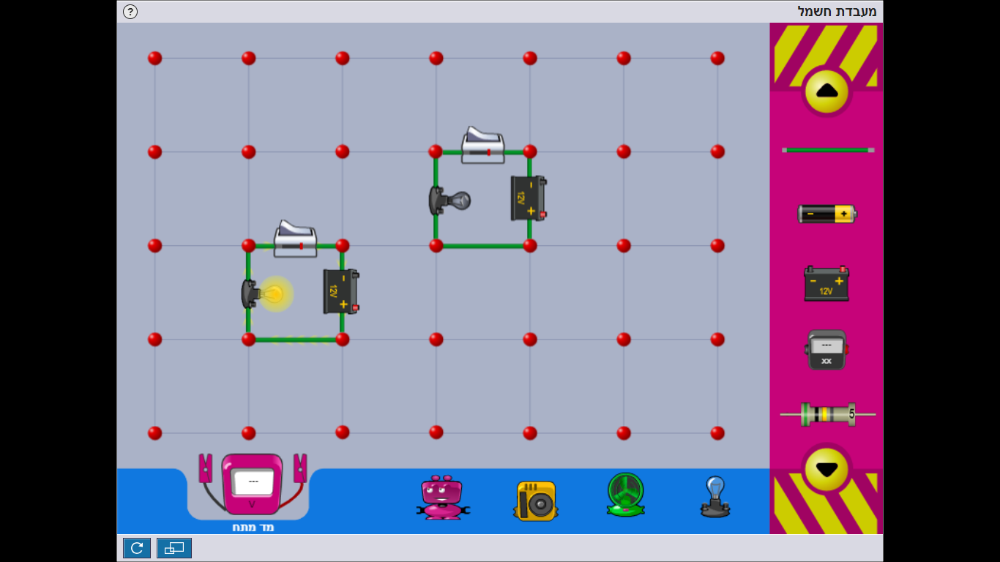 מעבדת חשמל
?
- +
- 12V +
- 12V +
- 12V +
---
xx
5
---
V
מד מתח